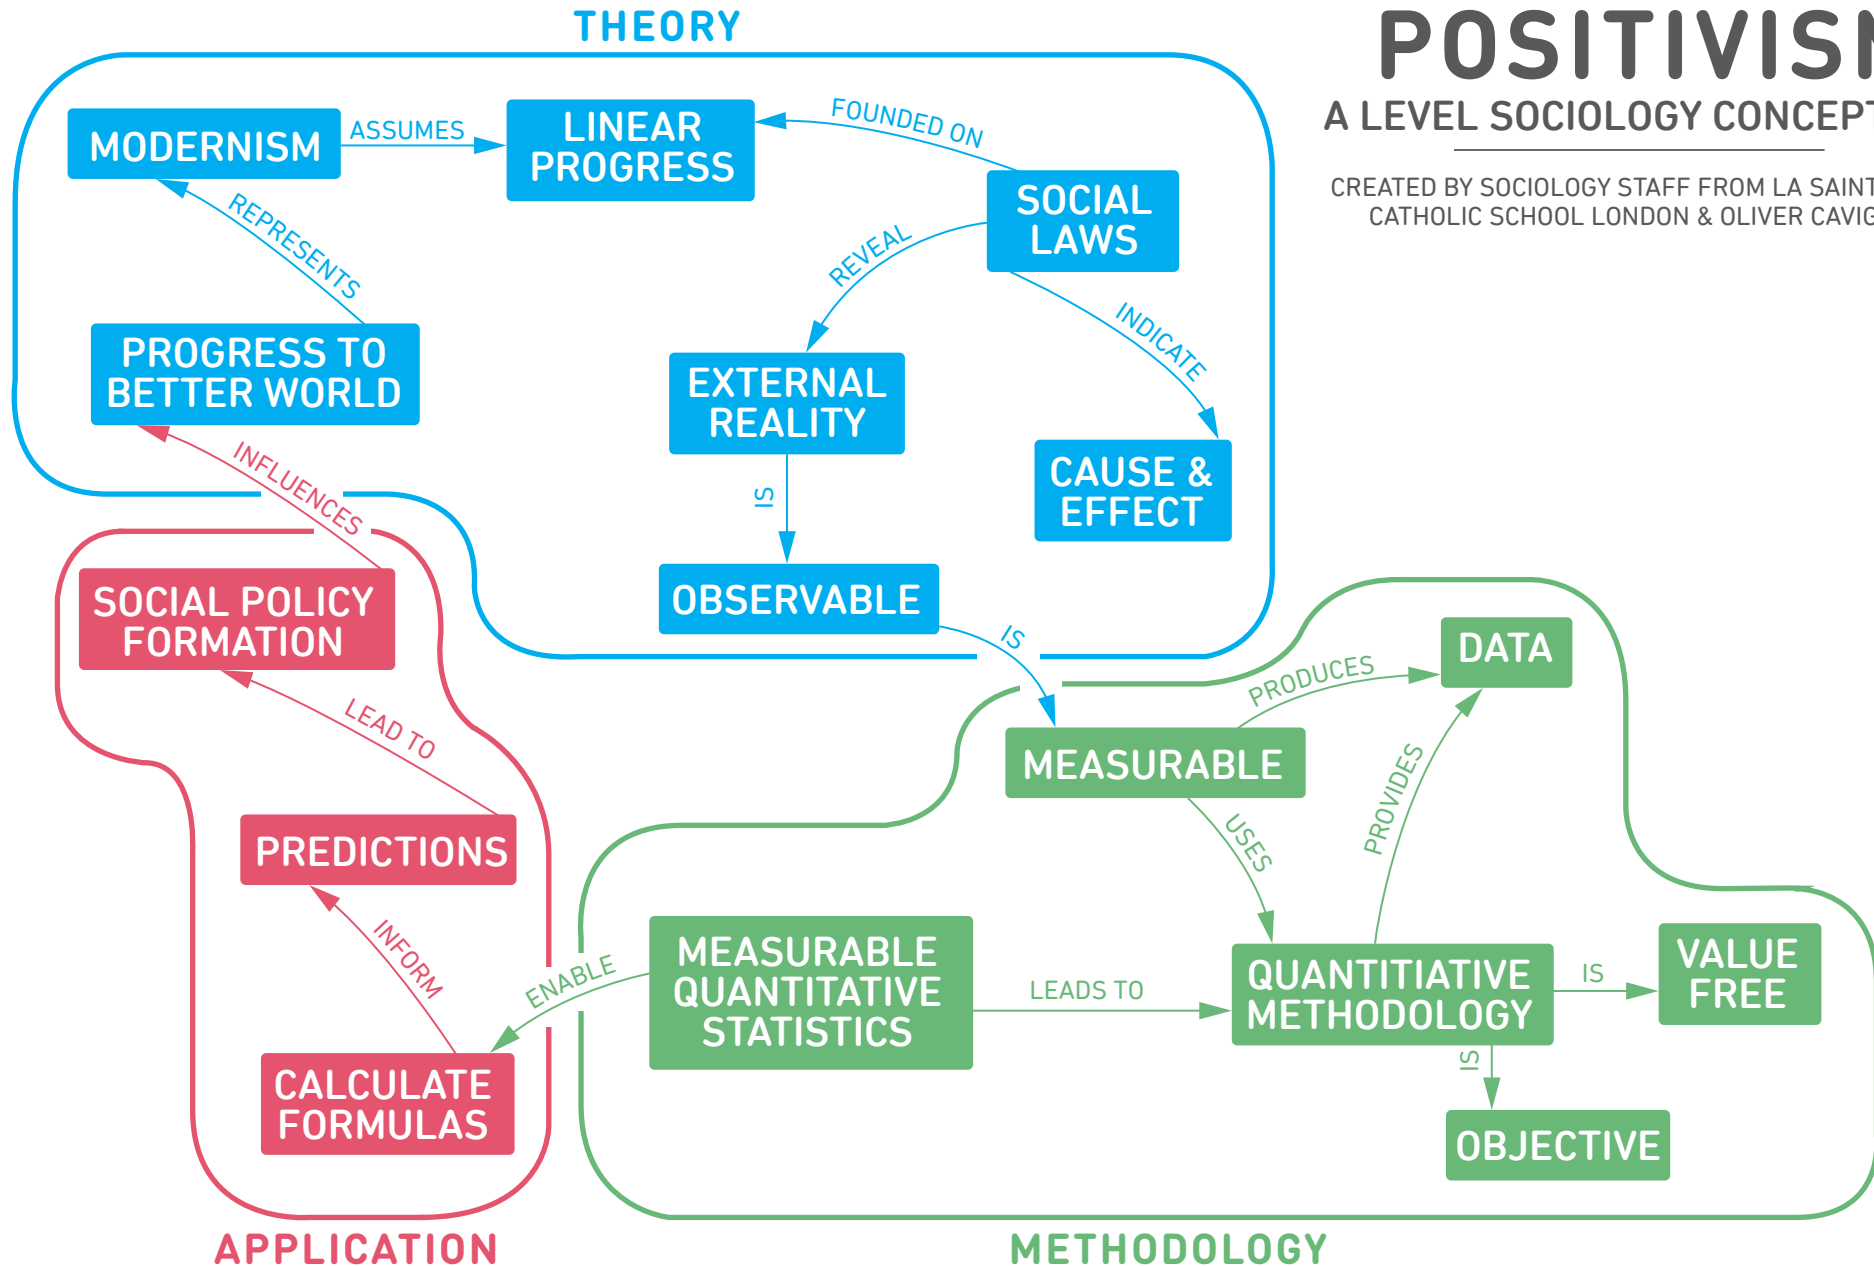 THEORY
POSITIVISM
A LEVEL SOCIOLOGY CONCEPT
CREATED BY SOCIOLOGY STAFF FROM LA SAINT
CATHOLIC SCHOOL LONDON & OLIVER CAVIG
MODERNISM
ASSUMES
LINEAR
PROGRESS
FOUNDED ON
SOCIAL
LAWS
REPRESENTS
REVEAL
INDICATE
PROGRESS TO
BETTER WORLD
EXTERNAL
REALITY
CAUSE &
EFFECT
INFLUENCES
IS
OBSERVABLE
IS
SOCIAL POLICY
FORMATION
LEAD TO
PREDICTIONS
INFORM
CALCULATE
FORMULAS
APPLICATION
DATA
PRODUCES
MEASURABLE
USES
PROVIDES
ENABLE
MEASURABLE
QUANTITATIVE
STATISTICS
LEADS TO
QUANTITIATIVE
METHODOLOGY
IS
VALUE
FREE
IS
OBJECTIVE
METHODOLOGY